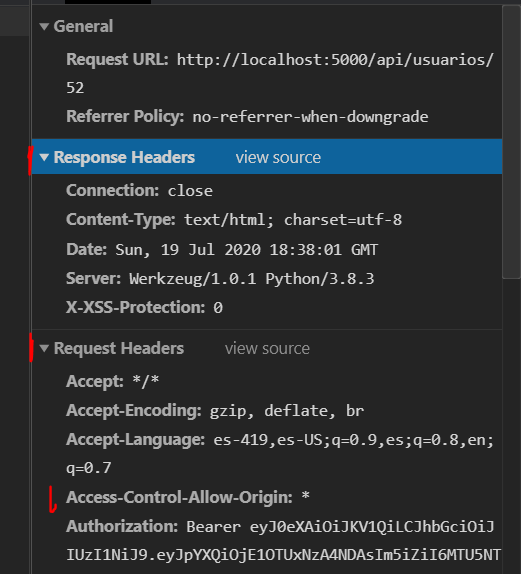 General
Request URL: http://localhost:5000/api/usuarios/
52
Referrer Policy: no-referrer-when-downgrade
Response Headers view source
Connection: close
Content-Type: text/html; charset=utf-8
Date: Sun, 19 Jul 2020 18:38:01 GMT
Server: Werkzeug/1.0.1 Python/3.8.3
X-XSS-Protection: 0
Request Headers view source
Accept: */*
Accept-Encoding: gzip, deflate, br
Accept-Language: es-419,es-US;q=0.9,es;q=0.8,en;
q=0.7
Access-Control-Allow-Origin: *
Authorization: Bearer eyJ0eXAiOiJKV1QiLCJhbGciOiJ
IUzI1NiJ9.eyJpYXQiOjE1OTUxNzA4NDAsIm5iZiI6MTU5NT